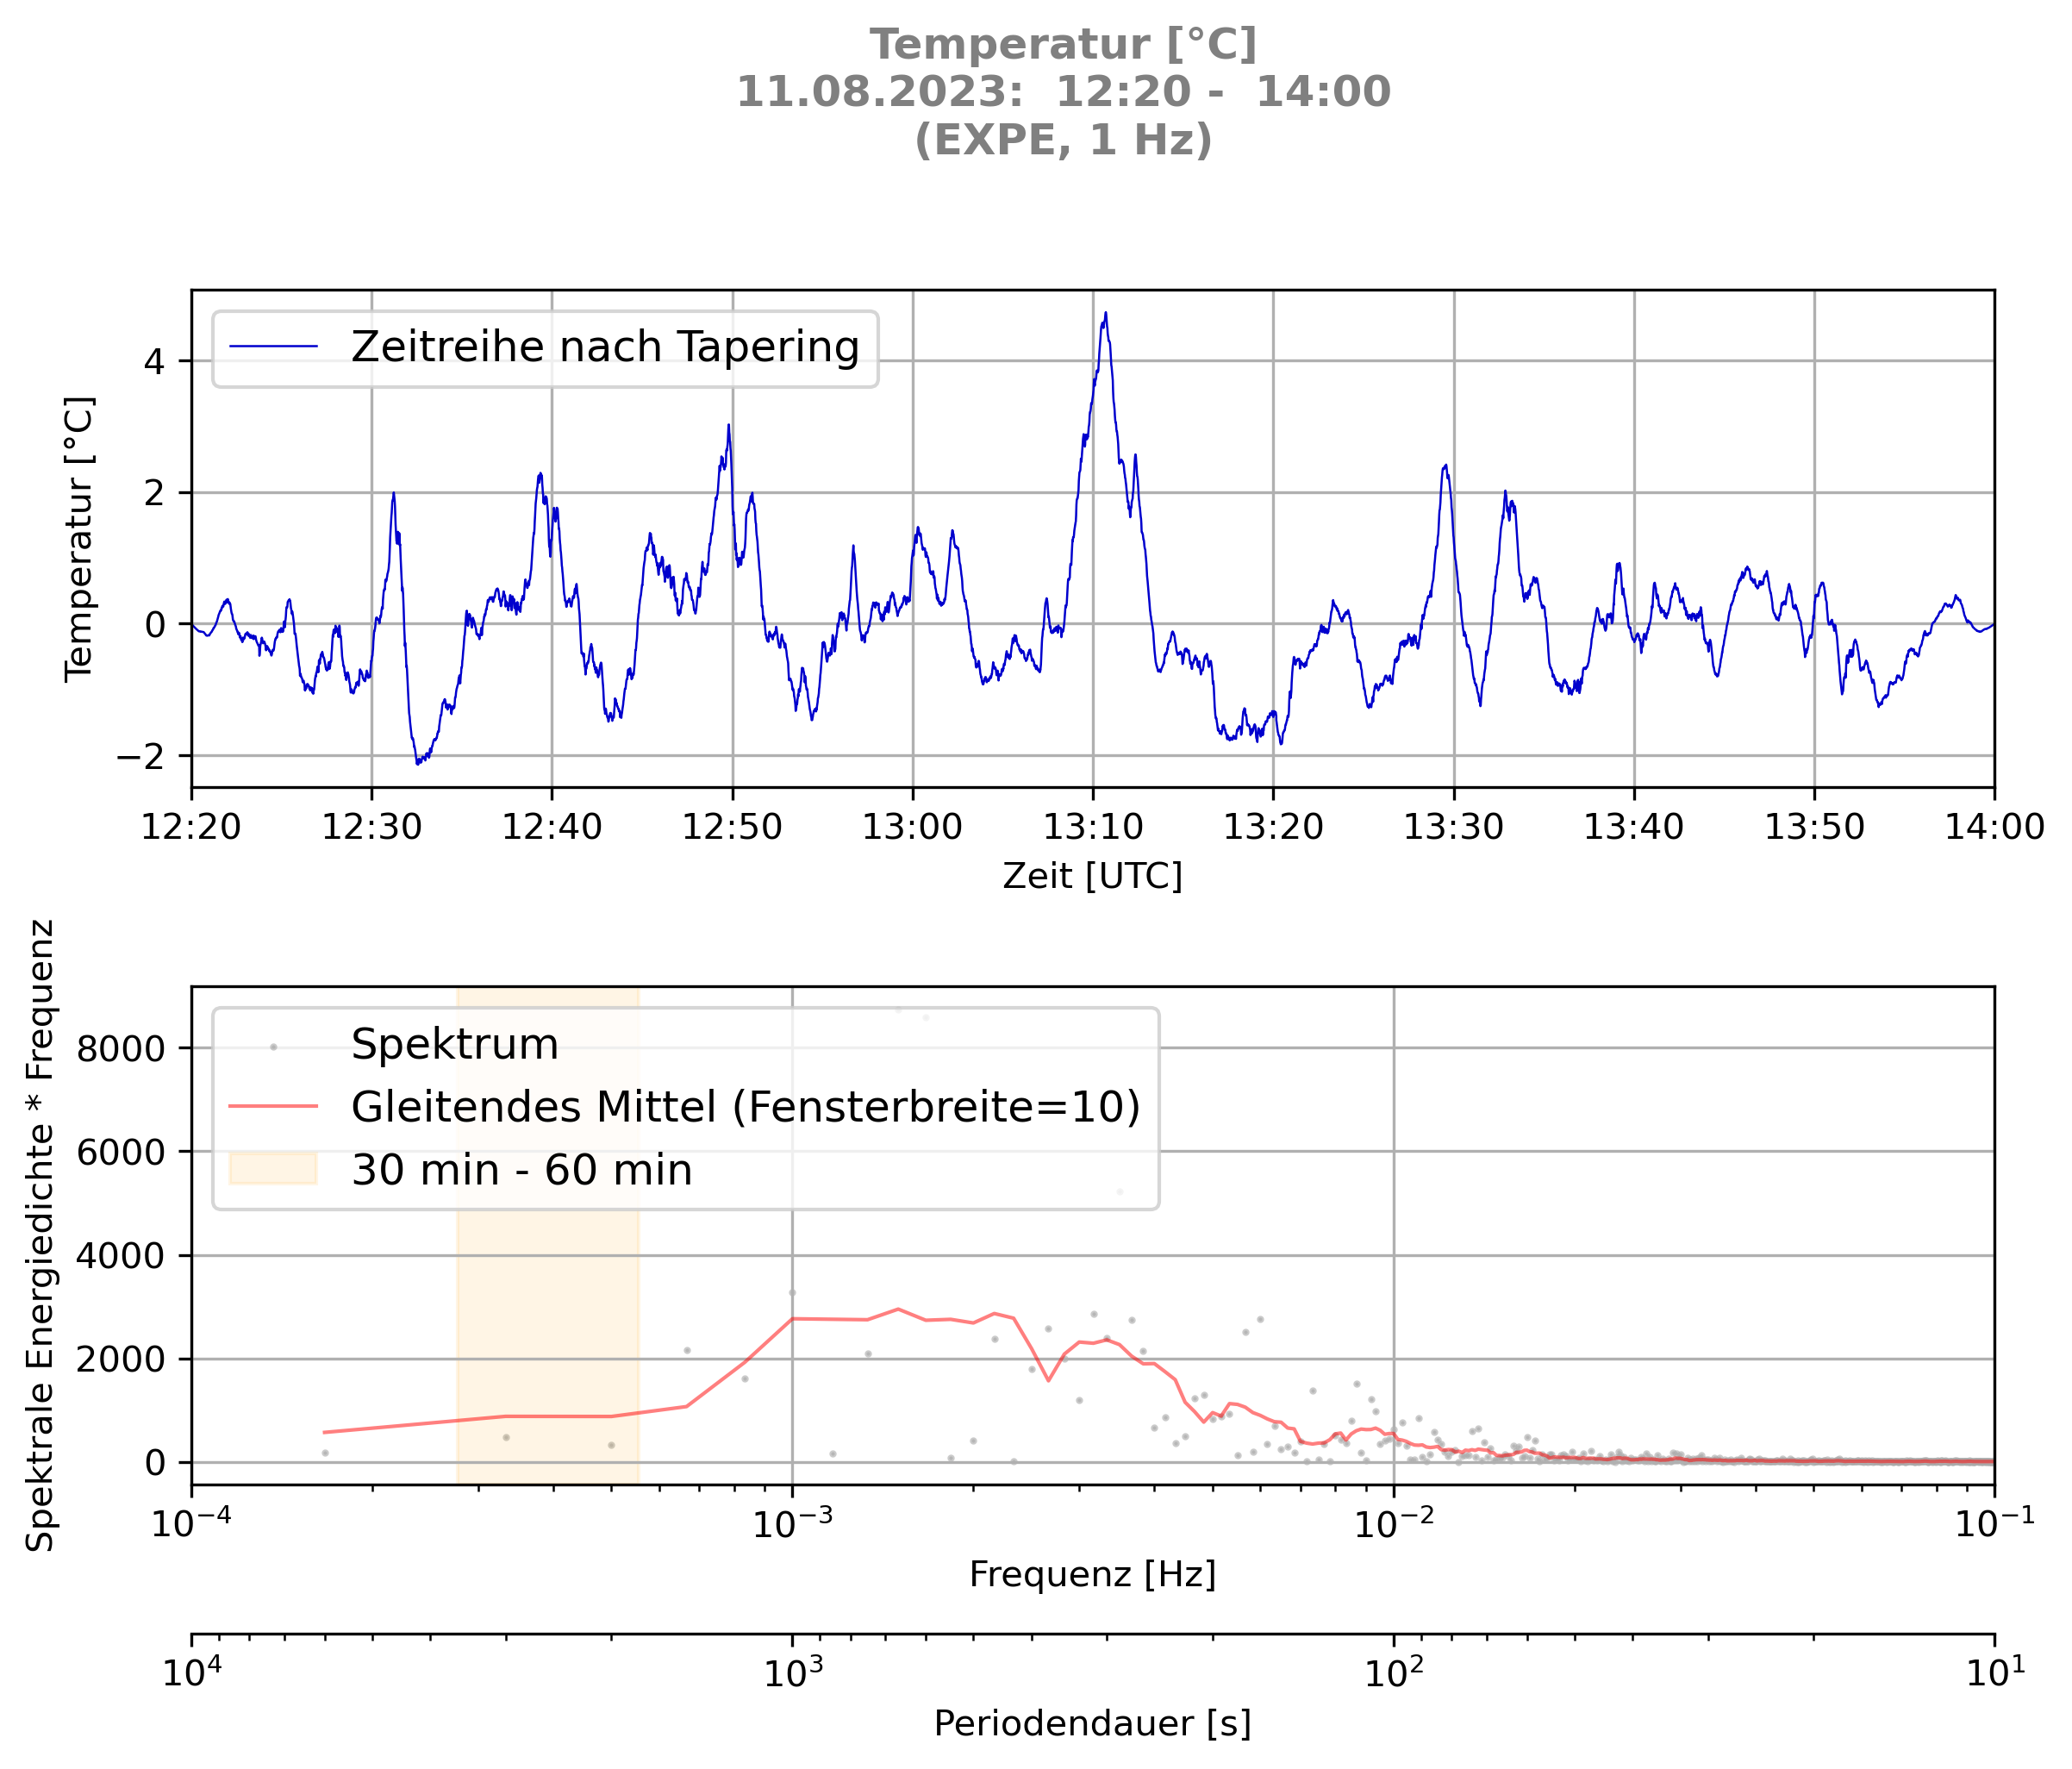 Temperatur [°C]
11.08.2023:  12:20 -  14:00
(EXPE, 1 Hz)
Zeitreihe nach Tapering
Temperatur [°C]
4
2
0
−2
12:20 12:30 12:40 12:50 13:00 13:10 13:20 13:30 13:40 13:50 14:00
Zeit [UTC]
Spektrale Energiedichte * Frequenz
8000
6000
4000
2000
0
Spektrum
Gleitendes Mittel (Fensterbreite=10)
30 min - 60 min
10⁻⁴ 10⁻³ 10⁻² 10⁻¹
Frequenz [Hz]
10⁴ 10³ 10² 10¹
Periodendauer [s]